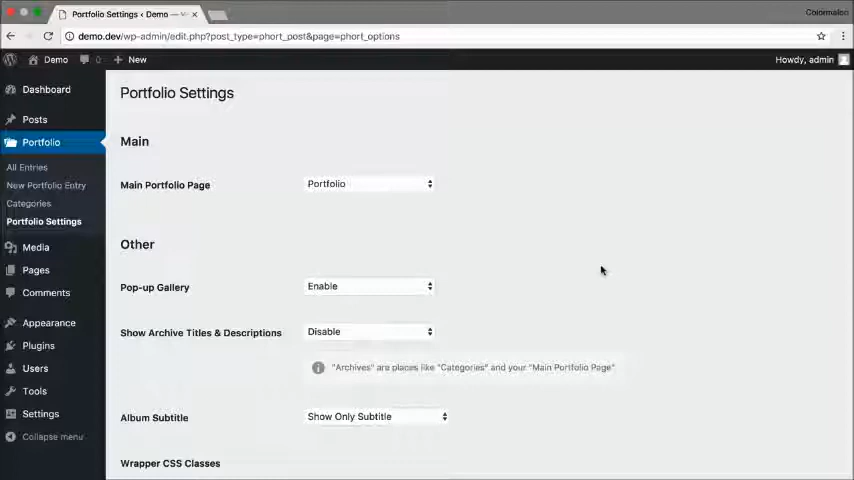 Portfolio Settings ‹ Demo —
Colormaleo
demo.dev/wp-admin/edit.php?post_type=phort_post&page=phort_options
Demo
0
New
Howdy, admin
Dashboard
Posts
Portfolio
All Entries
New Portfolio Entry
Categories
Portfolio Settings
Media
Pages
Comments
Appearance
Plugins
Users
Tools
Settings
Collapse menu
Portfolio Settings
Main
Main Portfolio Page
Portfolio
Other
Pop-up Gallery
Enable
Show Archive Titles & Descriptions
Disable
"Archives" are places like "Categories" and your "Main Portfolio Page"
Album Subtitle
Show Only Subtitle
Wrapper CSS Classes